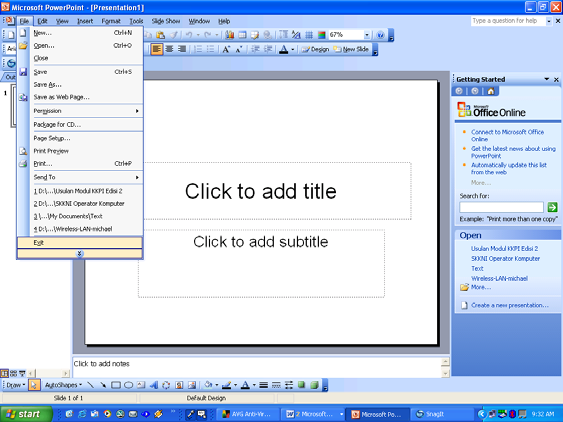 Microsoft PowerPoint - [Presentation1]
File Edit View Insert Format Tools Slide Show Window Help
Type a question for help
67%
Design New Slide
New... Ctrl+N
Open... Ctrl+O
Close
Save Ctrl+S
Save As...
Save as Web Page...
Permission
Package for CD...
Page Setup...
Print Preview
Print... Ctrl+P
Send To
1 D:\...\Usulan Modul KKPI Edisi 2
2 D:\...\SKKNI Operator Komputer
3 \...\My Documents\Text
4 D:\...\Wireless-LAN-michael
Exit
1
Click to add title
Click to add subtitle
Click to add notes
Getting Started
Microsoft
Office Online
Connect to Microsoft Office Online
Get the latest news about using PowerPoint
Automatically update this list from the web
More...
Search for:
Example: "Print more than one copy"
Open
Usulan Modul KKPI Edisi 2
SKKNI Operator Komputer
Text
Wireless-LAN-michael
More...
Create a new presentation...
Draw AutoShapes
Slide 1 of 1 Default Design
start AVG Anti-Vir... 2 Microsoft... Microsoft Po... SnagIt 9:32 AM